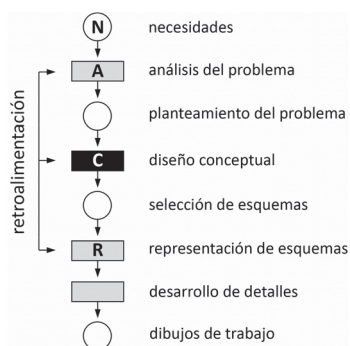 N necesidades
A análisis del problema
planteamiento del problema
C diseño conceptual
selección de esquemas
R representación de esquemas
desarrollo de detalles
dibujos de trabajo
retroalimentación